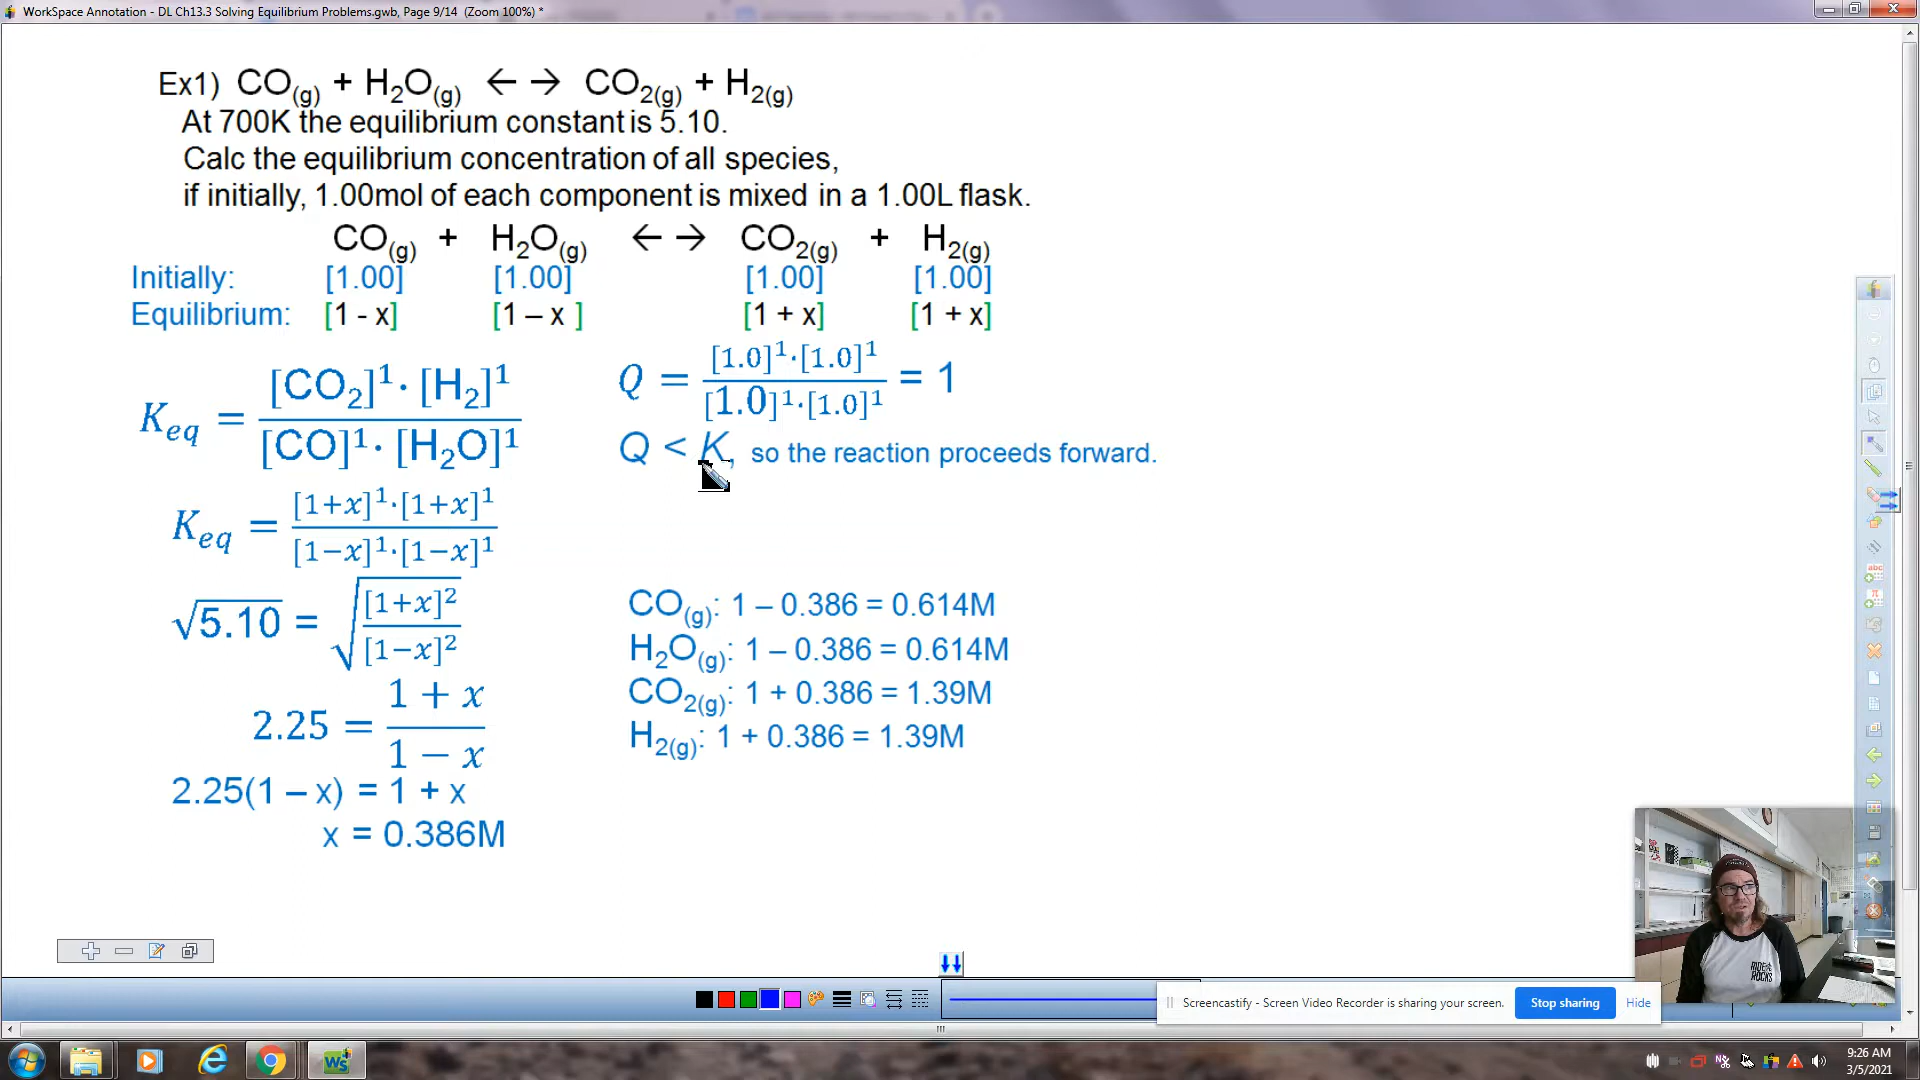 WorkSpace Annotation - DL Ch13.3 Solving Equilibrium Problems.gwb, Page 9/14 (Zoom 100%) *
Ex1) CO(g) + H₂O(g) ← → CO₂(g) + H₂(g)
At 700K the equilibrium constant is 5.10.
Calc the equilibrium concentration of all species,
if initially, 1.00mol of each component is mixed in a 1.00L flask.
CO(g) + H₂O(g) ← → CO₂(g) + H₂(g)
Initially: [1.00] [1.00] [1.00] [1.00]
Equilibrium: [1 - x] [1 – x ] [1 + x] [1 + x]
Keq = [CO₂]¹· [H₂]¹ / [CO]¹· [H₂O]¹
Keq = [1+x]¹·[1+x]¹ / [1−x]¹·[1−x]¹
√5.10 = √([1+x]² / [1−x]²)
2.25 = (1 + x) / (1 − x)
2.25(1 – x) = 1 + x
x = 0.386M
Q = [1.0]¹·[1.0]¹ / [1.0]¹·[1.0]¹ = 1
Q < K, so the reaction proceeds forward.
CO(g): 1 – 0.386 = 0.614M
H₂O(g): 1 – 0.386 = 0.614M
CO₂(g): 1 + 0.386 = 1.39M
H₂(g): 1 + 0.386 = 1.39M
Screencastify - Screen Video Recorder is sharing your screen. Stop sharing Hide
9:26 AM
3/5/2021